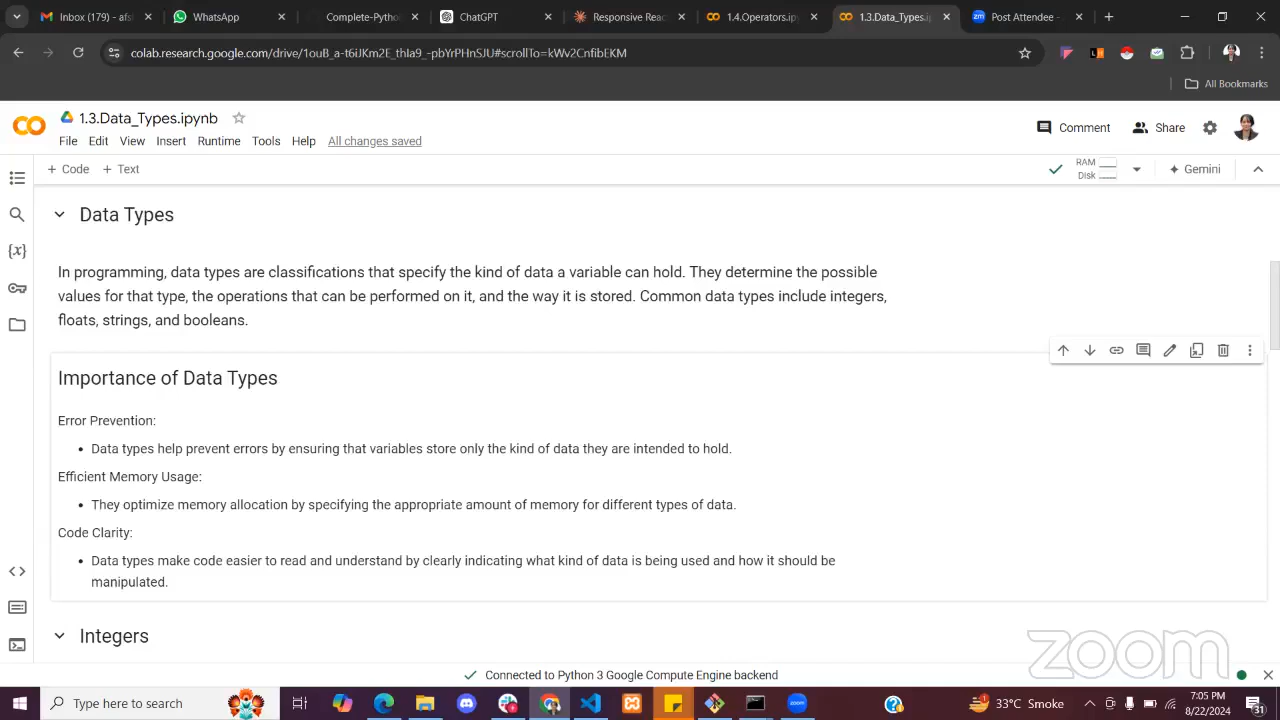 Inbox (179) - afs
WhatsApp
Complete-Python
ChatGPT
Responsive Reac
1.4.Operators.ip
1.3.Data_Types.i
zm
Post Attendee -
colab.research.google.com/drive/1ouB_a-t6iJKm2E_thIa9_-pbYrPHnSJU#scrollTo=kWv2CnfibEKM
All Bookmarks
1.3.Data_Types.ipynb
File Edit View Insert Runtime Tools Help All changes saved
Comment
Share
+ Code + Text
RAM
Disk
Gemini
Data Types
In programming, data types are classifications that specify the kind of data a variable can hold. They determine the possible
values for that type, the operations that can be performed on it, and the way it is stored. Common data types include integers,
floats, strings, and booleans.
Importance of Data Types
Error Prevention:
• Data types help prevent errors by ensuring that variables store only the kind of data they are intended to hold.
Efficient Memory Usage:
• They optimize memory allocation by specifying the appropriate amount of memory for different types of data.
Code Clarity:
• Data types make code easier to read and understand by clearly indicating what kind of data is being used and how it should be
manipulated.
Integers
zoom
Connected to Python 3 Google Compute Engine backend
Type here to search
zoom
33°C Smoke
7:05 PM
8/22/2024
31